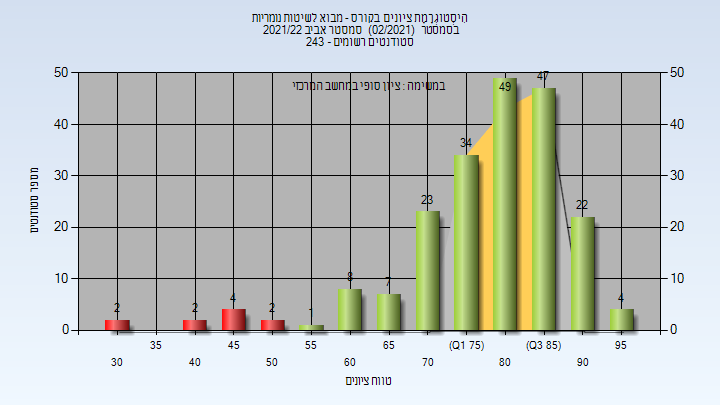 היסטוגרמת ציונים בקורס - מבוא לשיטות נומריות
בסמסטר (02/2021) סמסטר אביב 2021/22
סטודנטים רשומים - 243
במשימה : ציון סופי במחשב המרכזי
50 50
40 40
30 30
20 20
10 10
0 0
מספר סטודנטים
2 2 4 2 1 8 7 23 34 49 47 22 4
35 45 55 65 (Q1 75) (Q3 85) 95
30 40 50 60 70 80 90
טווח ציונים